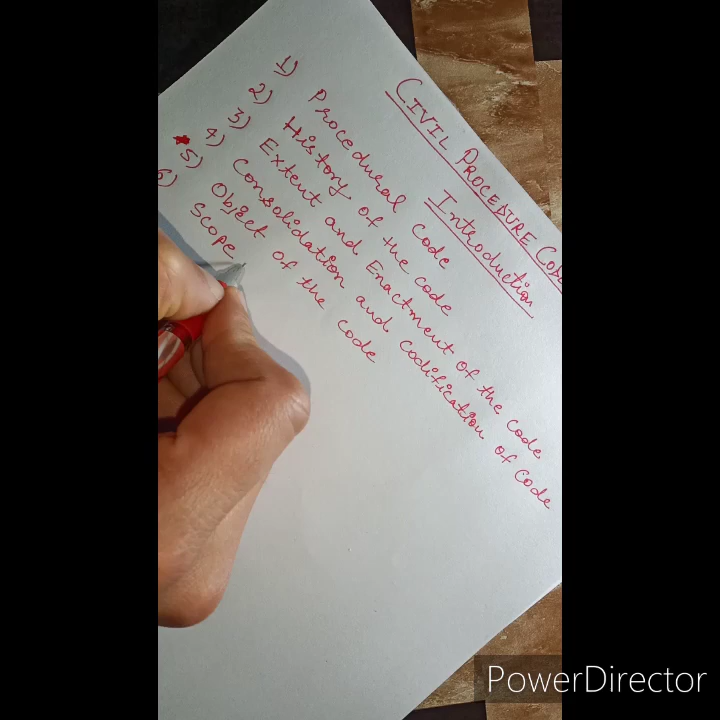 CIVIL PROCEDURE CODE
Introduction
1) Procedural code
2) History of the code
3) Extent and Enactment of the code
4) Consolidation and codification of code
5) Object of the code
6) Scope
PowerDirector